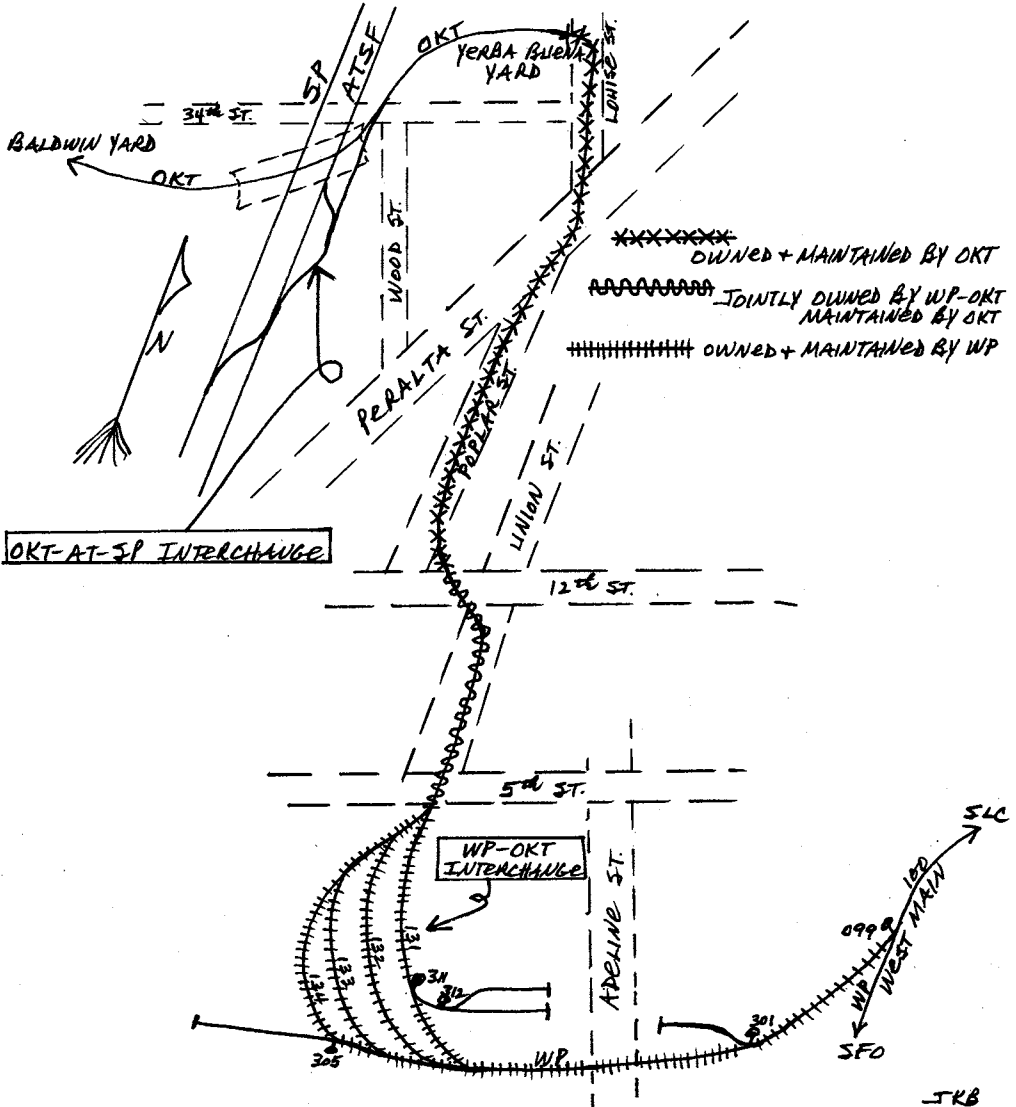 OKT
YERBA BUENA
YARD
LOUISE ST.
SP
ATSF
34th ST.
BALDWIN YARD
OKT
WOOD ST.
OWNED + MAINTAINED BY OKT
JOINTLY OWNED BY WP-OKT
MAINTAINED BY OKT
OWNED + MAINTAINED BY WP
N
PERALTA ST.
POPLAR ST.
UNION ST.
OKT-AT-SP INTERCHANGE
12th ST.
5th ST.
WP-OKT
INTERCHANGE
ADELINE ST.
SLC
100
WEST MAIN
WP
099
SFO
131
132
133
134
311
312
301
305
WP
JKB